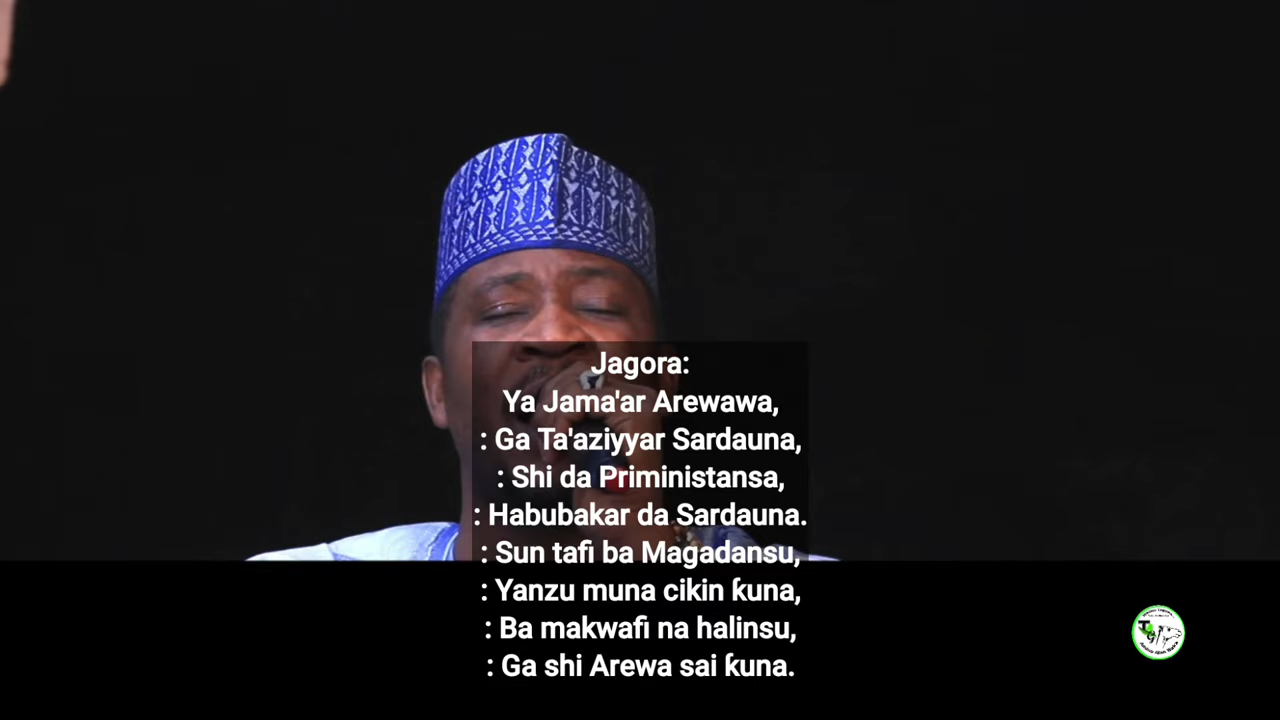 Jagora:
Ya Jama'ar Arewawa,
: Ga Ta'aziyyar Sardauna,
: Shi da Priministansa,
: Habubakar da Sardauna.
: Sun tafi ba Magadansu,
: Yanzu muna cikin ƙuna,
: Ba makwafi na halinsu,
: Ga shi Arewa sai ƙuna.